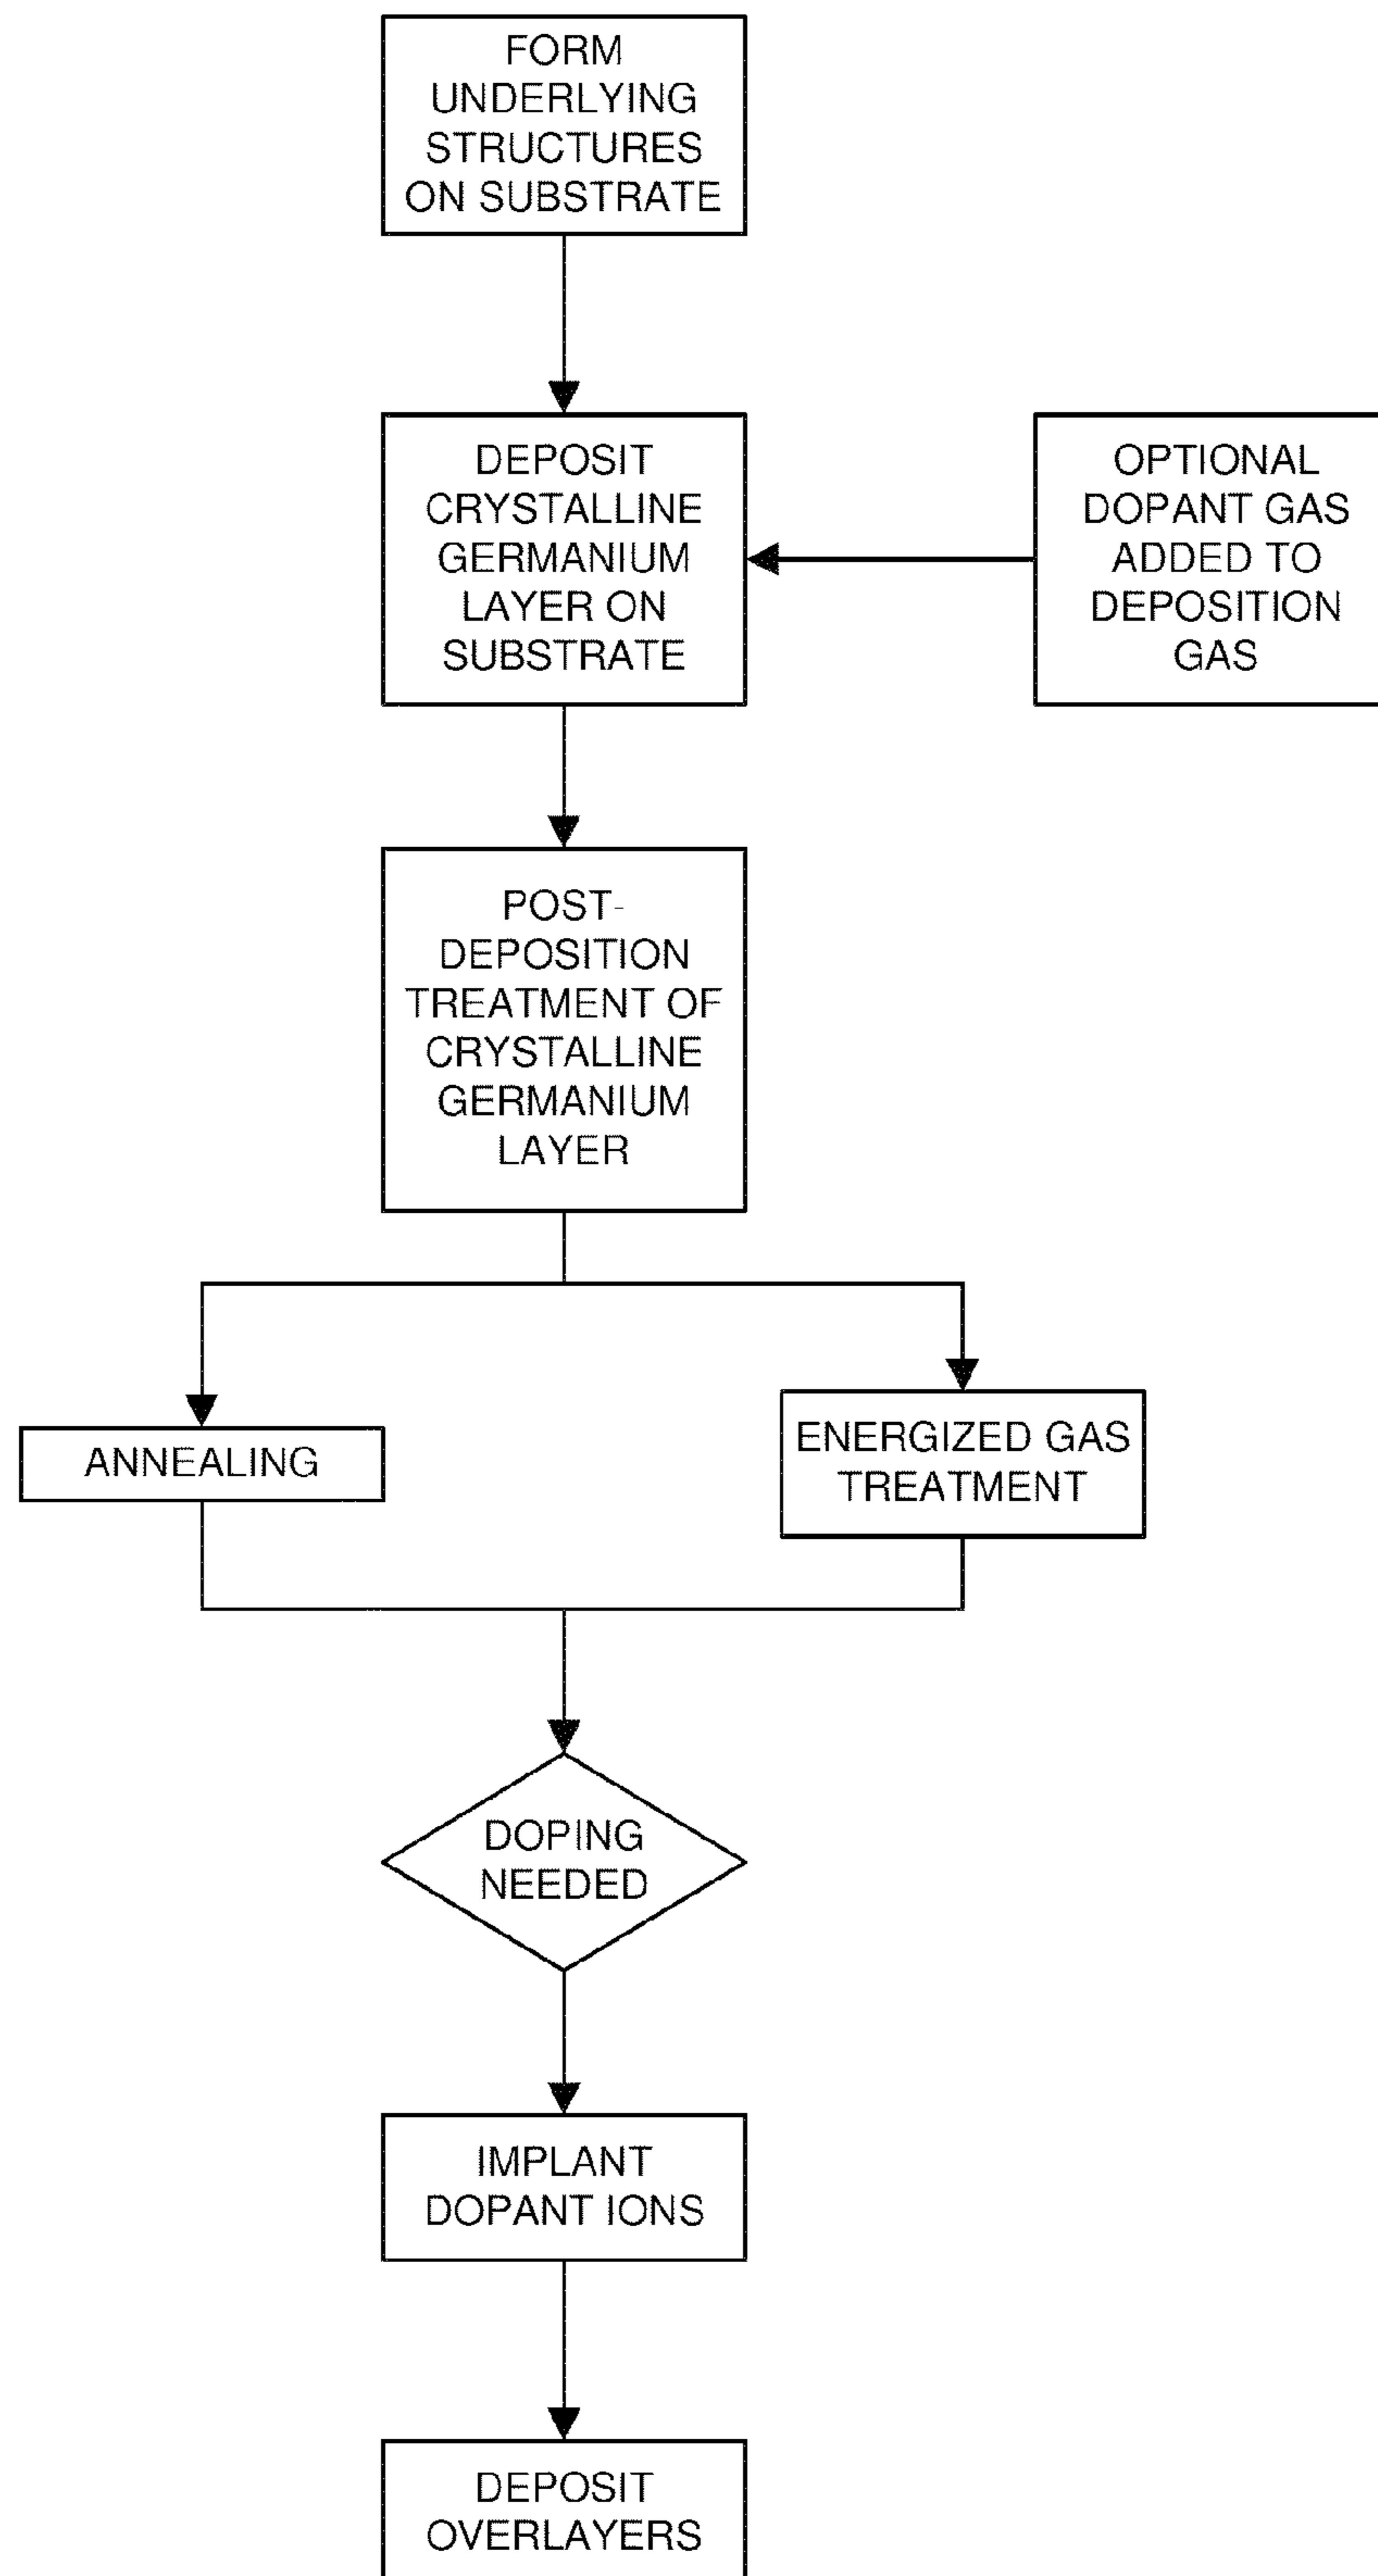 FORM
UNDERLYING
STRUCTURES
ON SUBSTRATE
DEPOSIT
CRYSTALLINE
GERMANIUM
LAYER ON
SUBSTRATE
OPTIONAL
DOPANT GAS
ADDED TO
DEPOSITION
GAS
POST-
DEPOSITION
TREATMENT OF
CRYSTALLINE
GERMANIUM
LAYER
ANNEALING
ENERGIZED GAS
TREATMENT
DOPING
NEEDED
IMPLANT
DOPANT IONS
DEPOSIT
OVERLAYERS